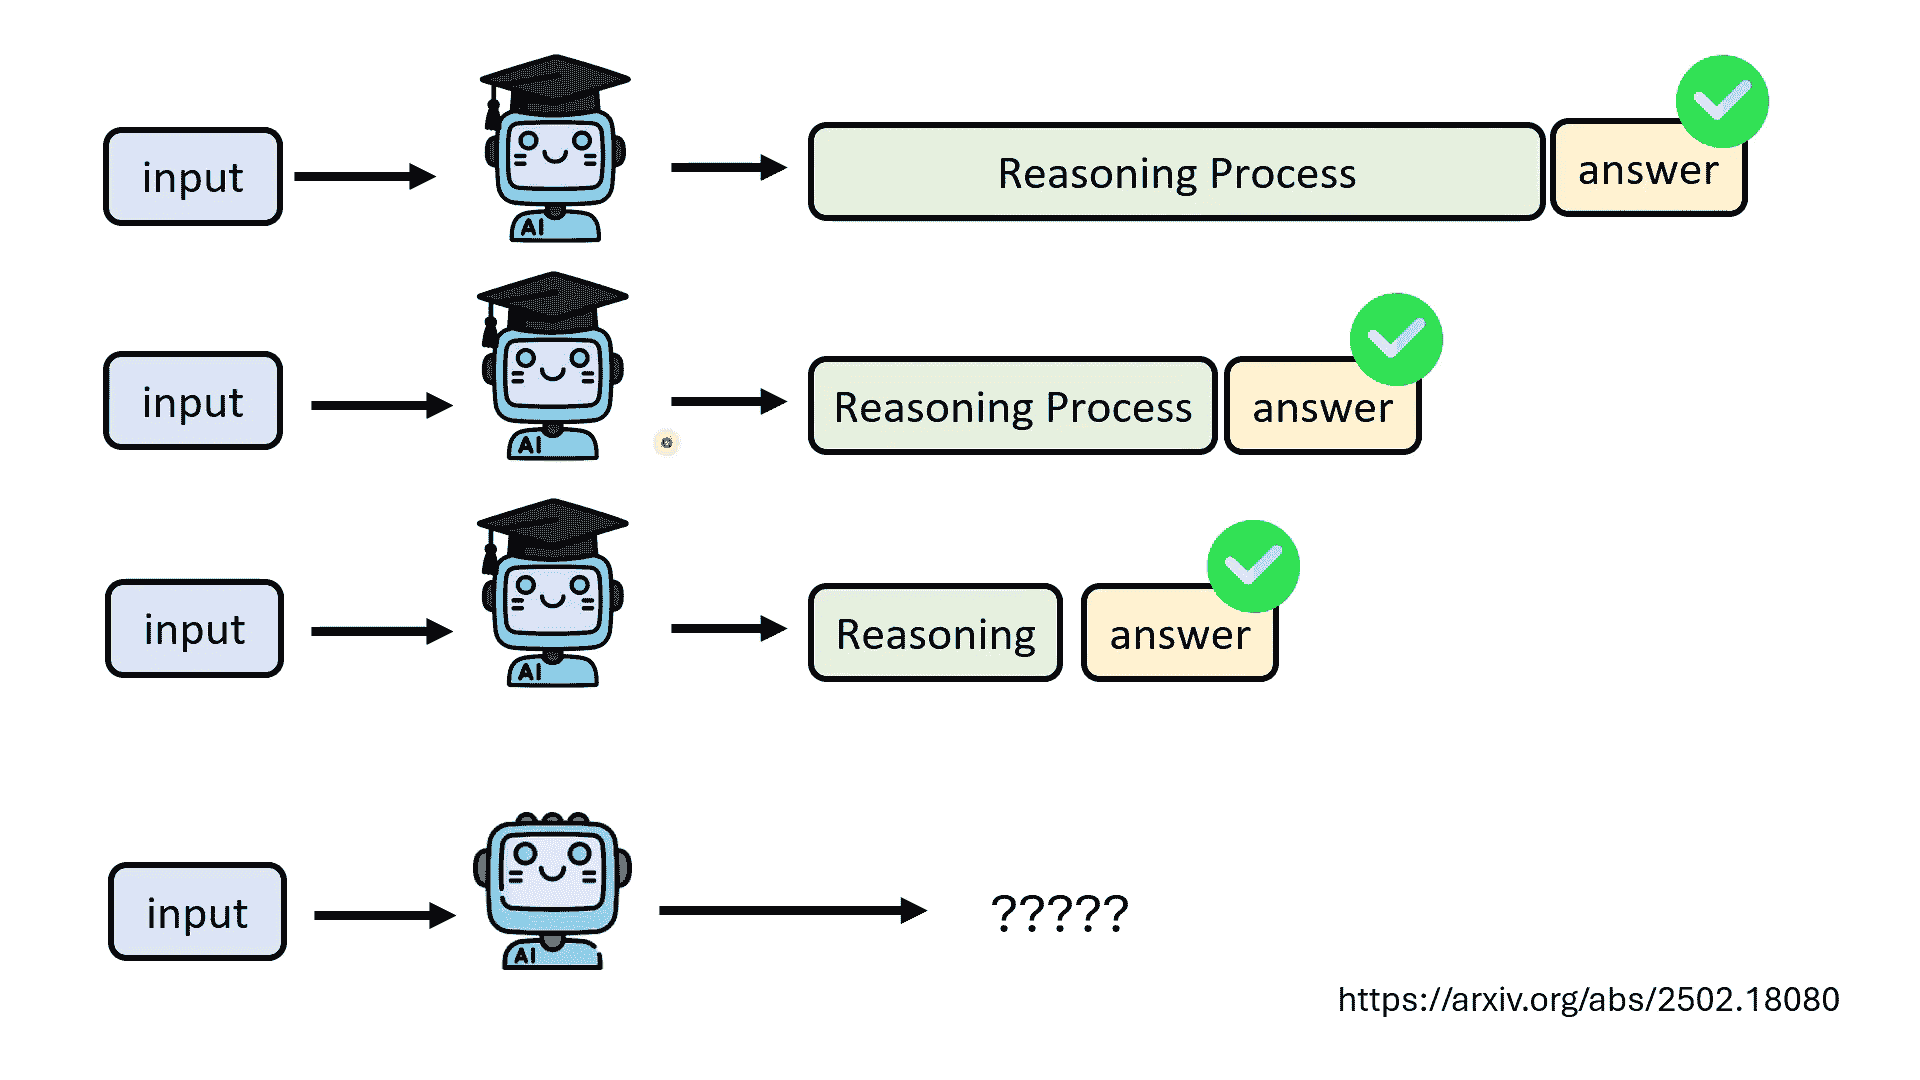 input
AI
Reasoning Process
answer
input
AI
Reasoning Process
answer
input
AI
Reasoning
answer
input
AI
?????
https://arxiv.org/abs/2502.18080